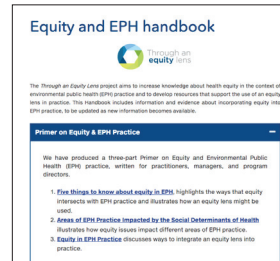 Equity and EPH handbook
Through an
equity lens
The Through an Equity Lens project aims to increase knowledge about health equity in the context of
environmental public health (EPH) practice and to develop resources that support the use of an equity
lens in practice. This Handbook includes information and evidence about incorporating equity into
EPH practice, to be updated as new information becomes available.
Primer on Equity & EPH Practice
We have produced a three-part Primer on Equity and Environmental Public
Health (EPH) practice, written for practitioners, managers, and program
directors.
1. Five things to know about equity in EPH, highlights the ways that equity
intersects with EPH practice and illustrates how an equity lens might be
used.
2. Areas of EPH Practice Impacted by the Social Determinants of Health
illustrates how equity issues impact different areas of EPH practice.
3. Equity in EPH Practice discusses ways to integrate an equity lens into
practice.